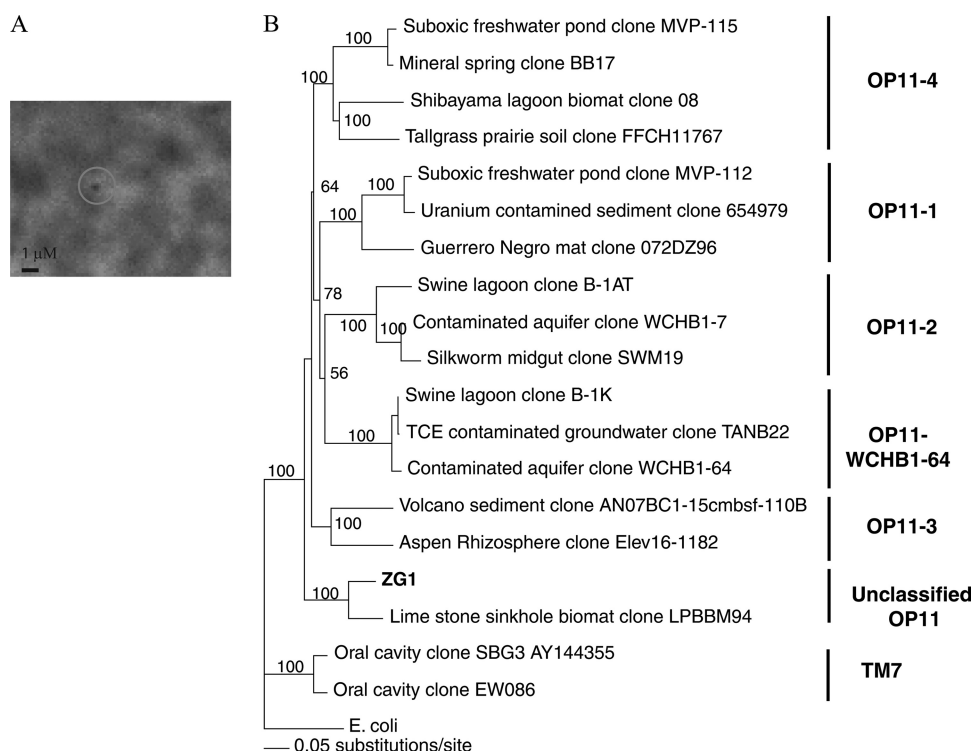 A
B
1 μM
Suboxic freshwater pond clone MVP-115
100
Mineral spring clone BB17
100
OP11-4
Shibayama lagoon biomat clone 08
100
Tallgrass prairie soil clone FFCH11767
64
Suboxic freshwater pond clone MVP-112
100
Uranium contamined sediment clone 654979
OP11-1
100
Guerrero Negro mat clone 072DZ96
78
Swine lagoon clone B-1AT
100
Contaminated aquifer clone WCHB1-7
OP11-2
100
Silkworm midgut clone SWM19
56
Swine lagoon clone B-1K
100
TCE contaminated groundwater clone TANB22
OP11-
WCHB1-64
Contaminated aquifer clone WCHB1-64
100
Volcano sediment clone AN07BC1-15cmbsf-110B
100
OP11-3
Aspen Rhizosphere clone Elev16-1182
ZG1
100
Unclassified
OP11
Lime stone sinkhole biomat clone LPBBM94
Oral cavity clone SBG3 AY144355
100
TM7
Oral cavity clone EW086
E. coli
0.05 substitutions/site